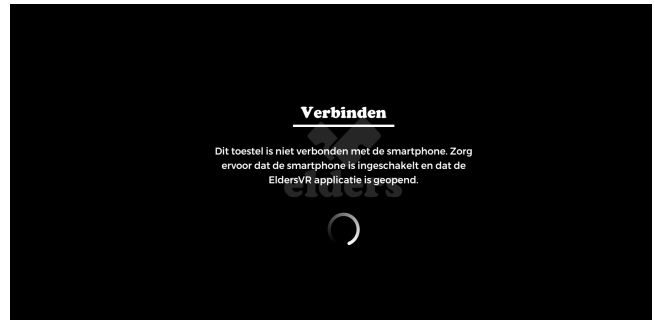 Verbinden
Dit toestel is niet verbonden met de smartphone. Zorg
ervoor dat de smartphone is ingeschakelt en dat de
EldersVR applicatie is geopend.
elders